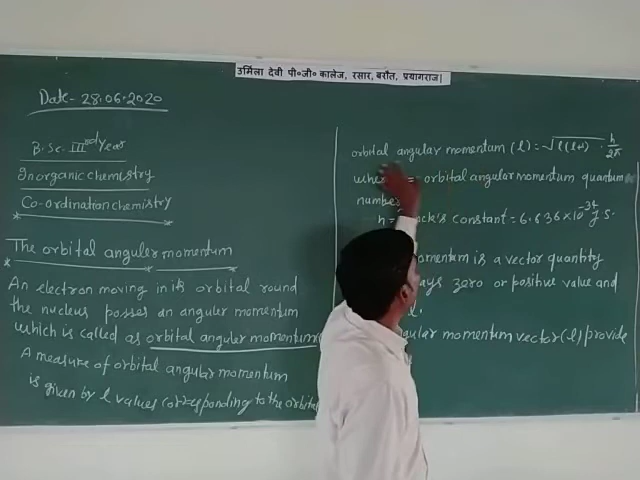 उर्मिला देवी पी०जी० कालेज, रसार, बरौत, प्रयागराज|
Date- 28.06.2020
B.Sc. III Year
Inorganic chemistry
Co-ordination chemistry
The orbital angular momentum
An electron moving in its orbital round
the nucleus posses an angular momentum
which is called as orbital angular momentum
A measure of orbital angular momentum
is given by l values corresponding to the orbital
orbital angular momentum (l) = √l(l+1) · h/2π
= orbital angular momentum quantum
number
h = constant = 6.636×10⁻³⁴ J s.
momentum is a vector quantity
zero or positive value and
l.
momentum vector (l) provide